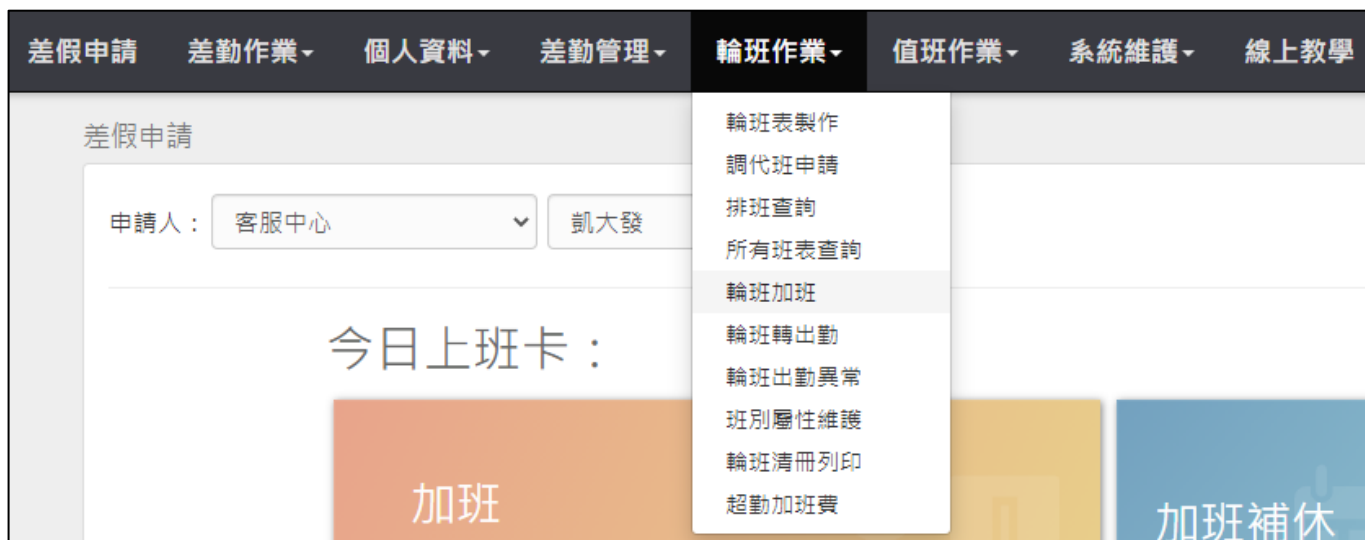 差假申請 差勤作業 個人資料 差勤管理 輪班作業 值班作業 系統維護 線上教學
差假申請
申請人： 客服中心 凱大發
今日上班卡：
加班
加班補休
輪班表製作
調代班申請
排班查詢
所有班表查詢
輪班加班
輪班轉出勤
輪班出勤異常
班別屬性維護
輪班清冊列印
超勤加班費